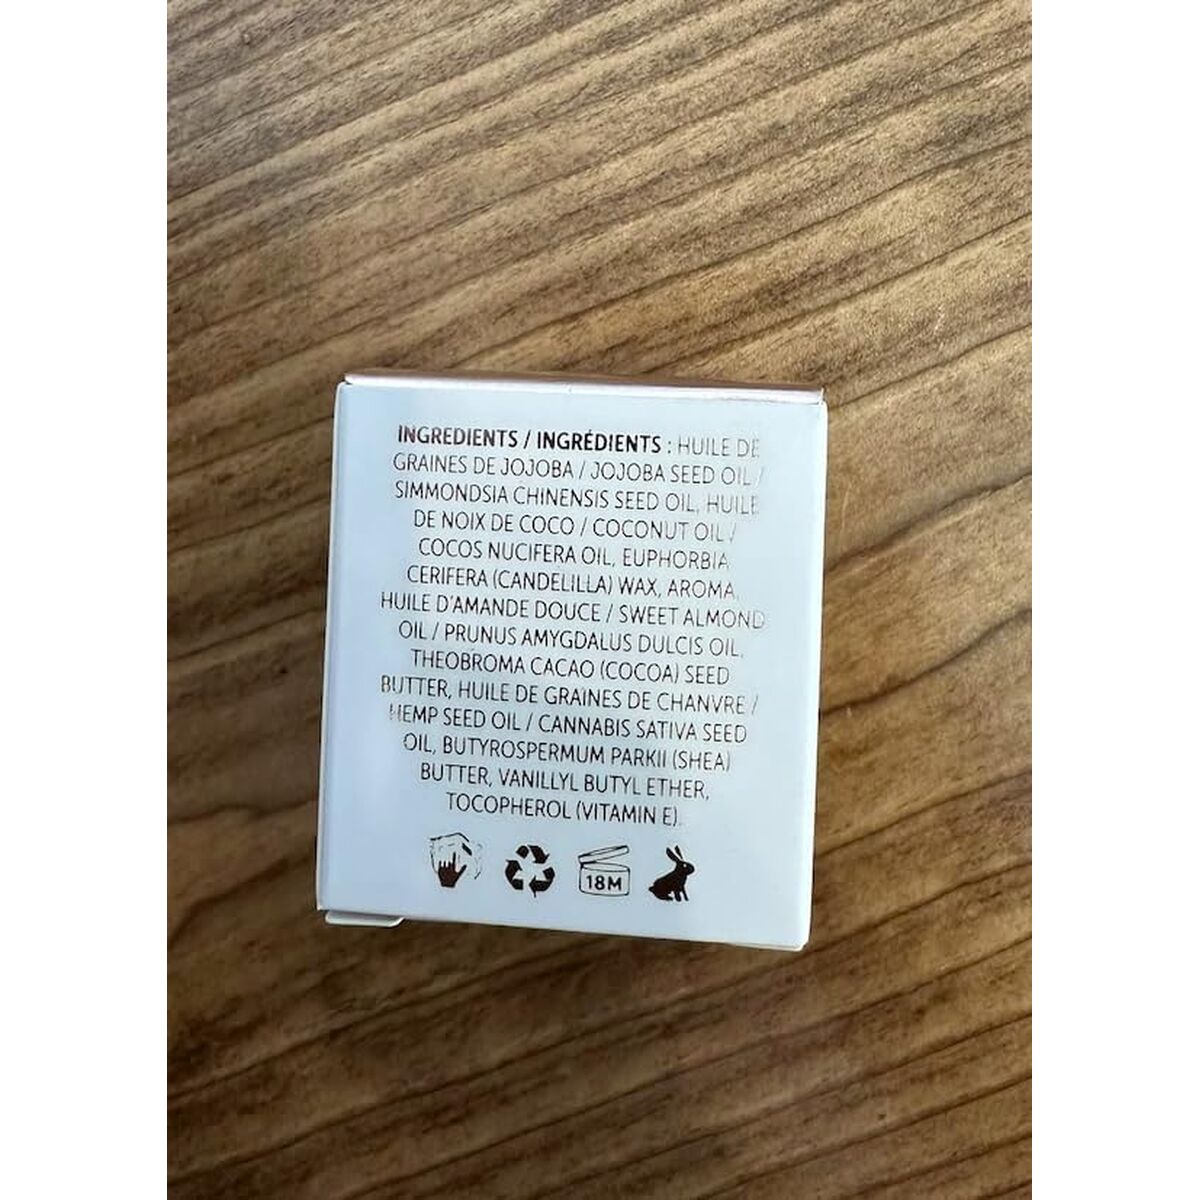 INGREDIENTS / INGRÉDIENTS : HUILE DE
GRAINES DE JOJOBA / JOJOBA SEED OIL /
SIMMONDSIA CHINENSIS SEED OIL, HUILE
DE NOIX DE COCO / COCONUT OIL /
COCOS NUCIFERA OIL, EUPHORBIA
CERIFERA (CANDELILLA) WAX, AROMA,
HUILE D'AMANDE DOUCE / SWEET ALMOND
OIL / PRUNUS AMYGDALUS DULCIS OIL,
THEOBROMA CACAO (COCOA) SEED
BUTTER, HUILE DE GRAINES DE CHANVRE /
HEMP SEED OIL / CANNABIS SATIVA SEED
OIL, BUTYROSPERMUM PARKII (SHEA)
BUTTER, VANILLYL BUTYL ETHER,
TOCOPHEROL (VITAMIN E).
18M